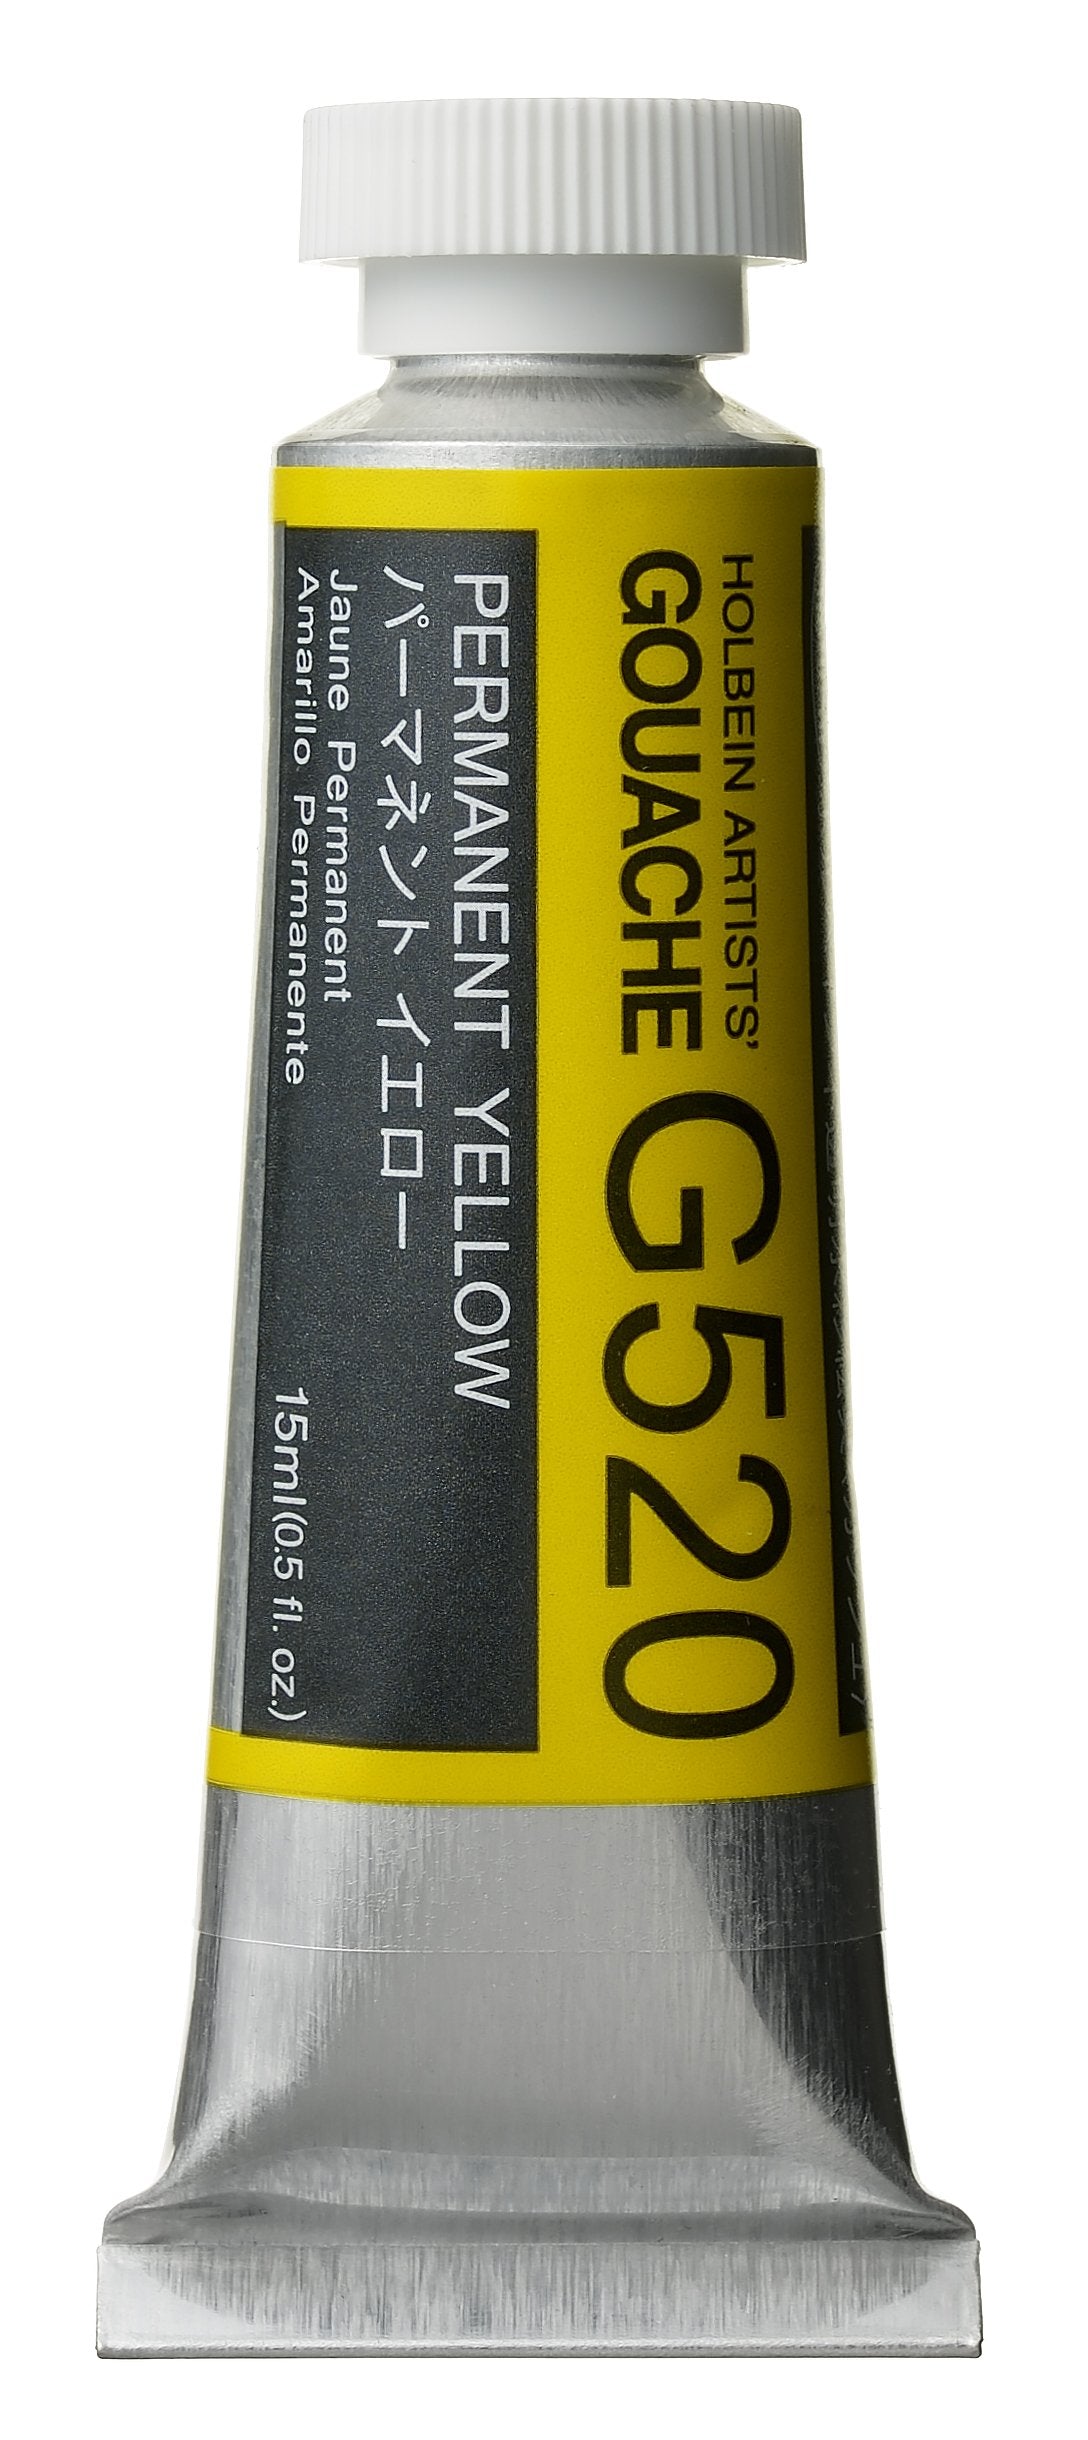 HOLBEIN ARTISTS’
GOUACHE G520
PERMANENT YELLOW
パーマネントイエロー
Jaune Permanent
Amarillo Permanente
15ml(0.5 fl. oz.)